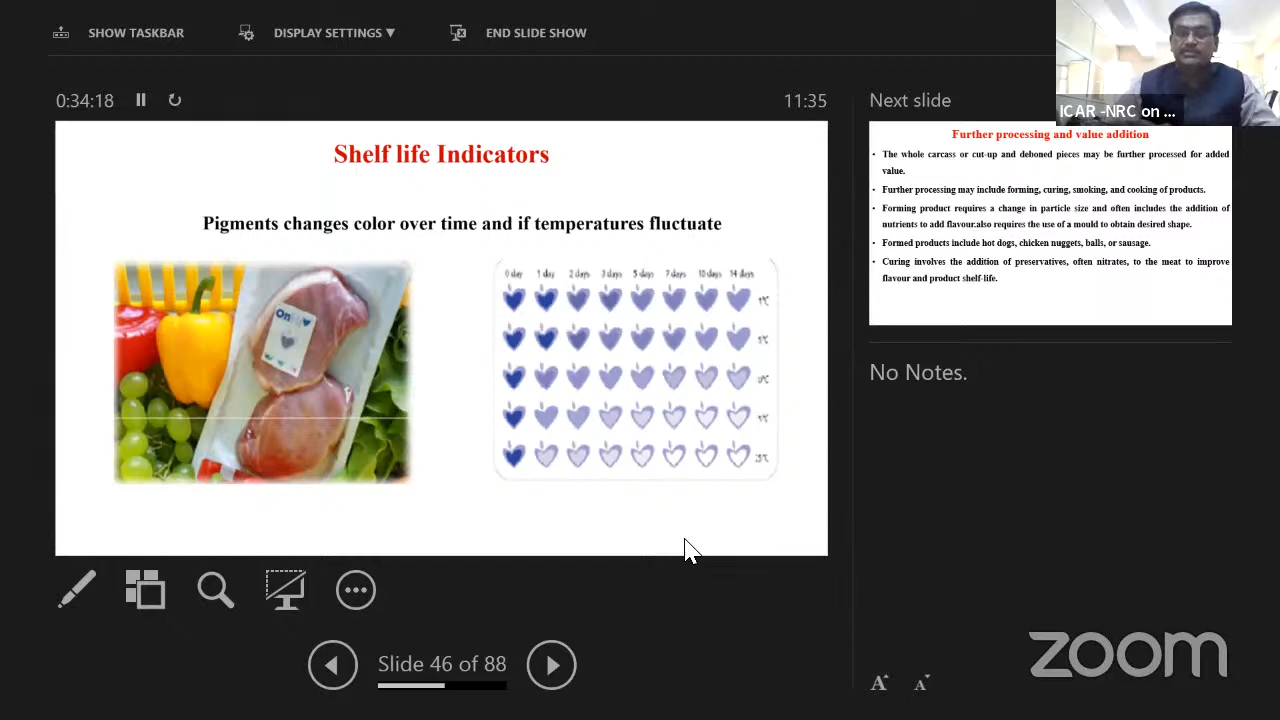 SHOW TASKBAR
DISPLAY SETTINGS ▼
END SLIDE SHOW
0:34:18
11:35
Next slide
ICAR -NRC on ...
Shelf life Indicators
Pigments changes color over time and if temperatures fluctuate
On
0 day 1 day 2 days 3 days 5 days 7 days 10 days 14 days
Further processing and value addition
• The whole carcass or cut-up and deboned pieces may be further processed for added
value.
• Further processing may include forming, curing, smoking, and cooking of products.
• Forming product requires a change in particle size and often includes the addition of
nutrients to add flavour.also requires the use of a mould to obtain desired shape.
• Formed products include hot dogs, chicken nuggets, balls, or sausage.
• Curing involves the addition of preservatives, often nitrates, to the meat to improve
flavour and product shelf-life.
No Notes.
Slide 46 of 88
A A
zoom